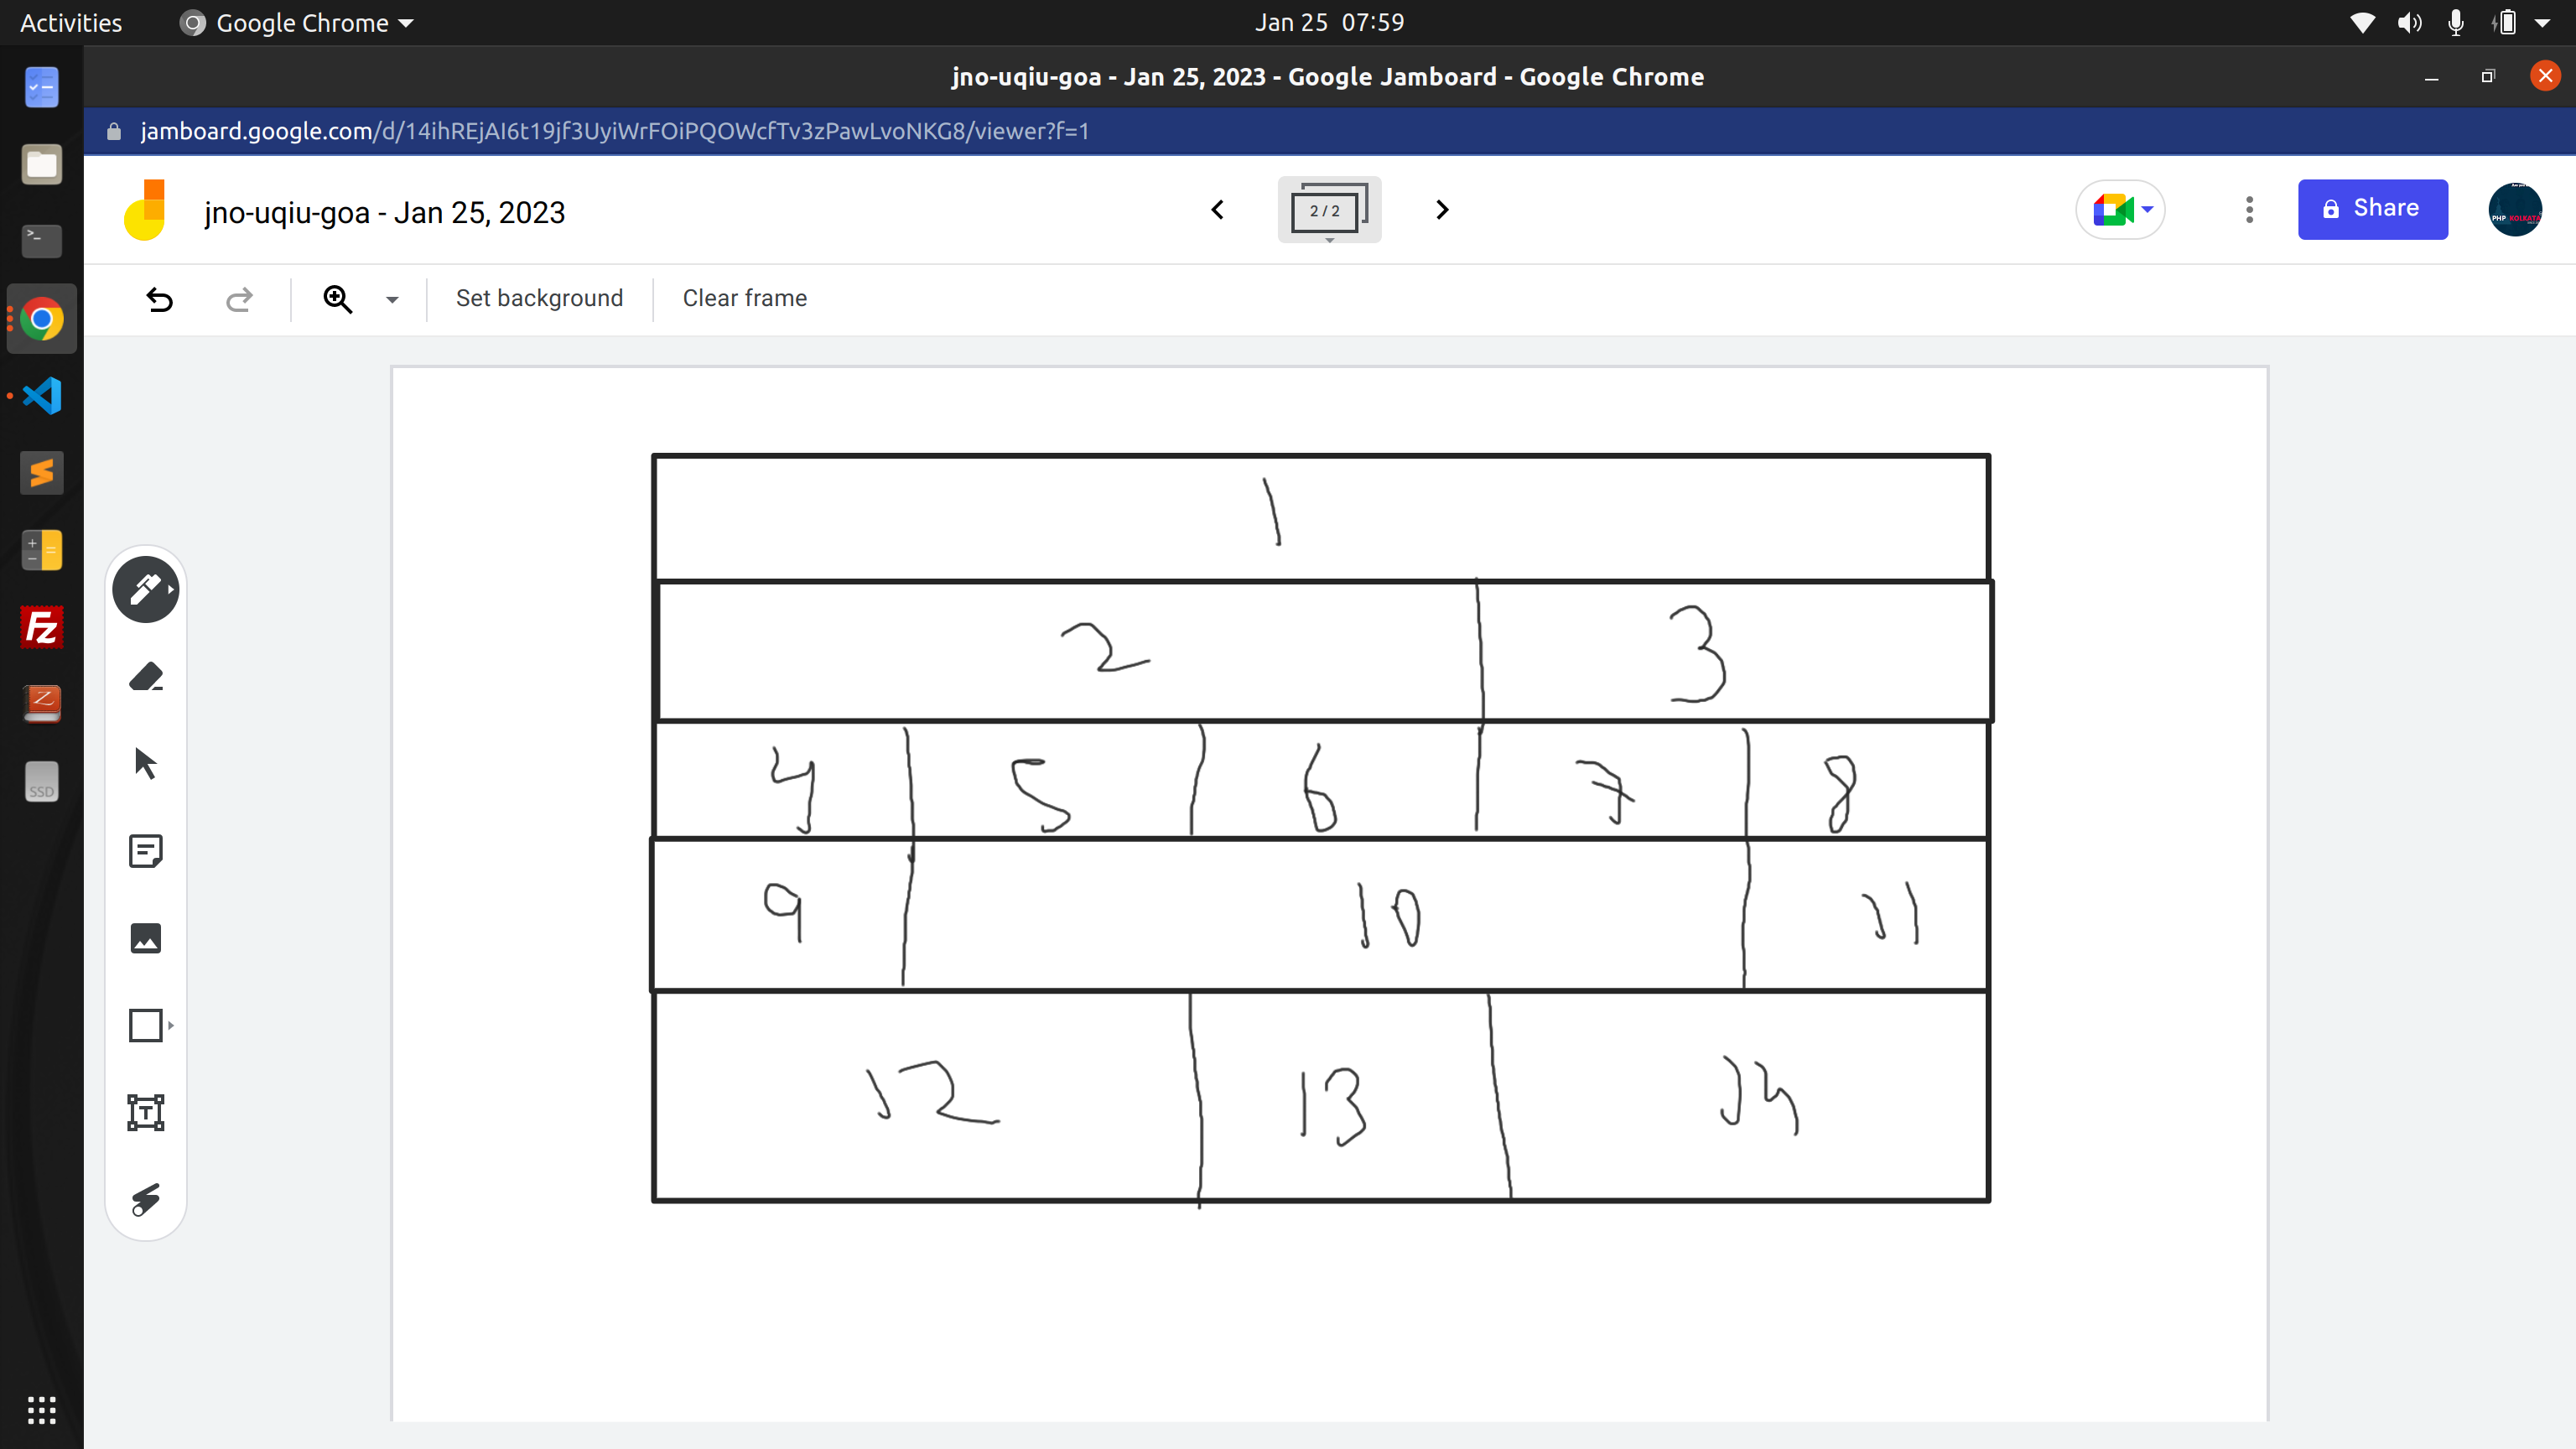 Activities Google Chrome Jan 25 07:59
jno-uqiu-goa - Jan 25, 2023 - Google Jamboard - Google Chrome
jamboard.google.com/d/14ihREjAI6t19jf3UyiWrFOiPQOWcfTv3zPawLvoNKG8/viewer?f=1
jno-uqiu-goa - Jan 25, 2023 2 / 2 Share
PHP KOLKATA
Set background Clear frame
1
2 3
4 5 6 7 8
9 10 11
12 13 14
SSD